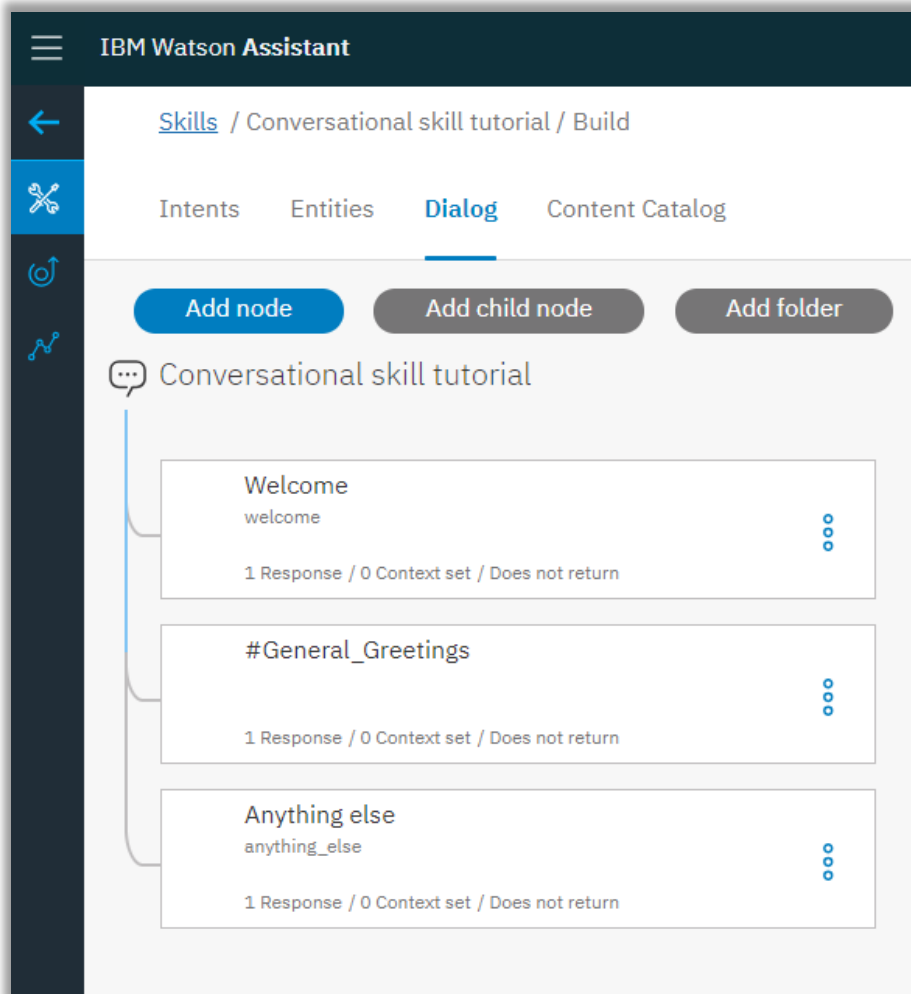 IBM Watson Assistant
Skills / Conversational skill tutorial / Build
Intents Entities Dialog Content Catalog
Add node Add child node Add folder
Conversational skill tutorial
Welcome
welcome
1 Response / 0 Context set / Does not return
#General_Greetings
1 Response / 0 Context set / Does not return
Anything else
anything_else
1 Response / 0 Context set / Does not return